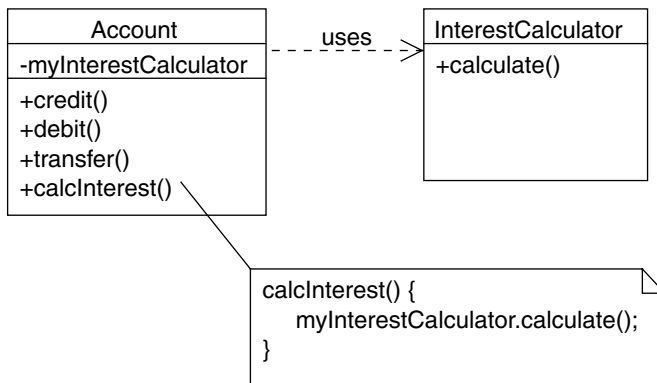 Account
-myInterestCalculator
+credit()
+debit()
+transfer()
+calcInterest()
uses
InterestCalculator
+calculate()
calcInterest() {
myInterestCalculator.calculate();
}